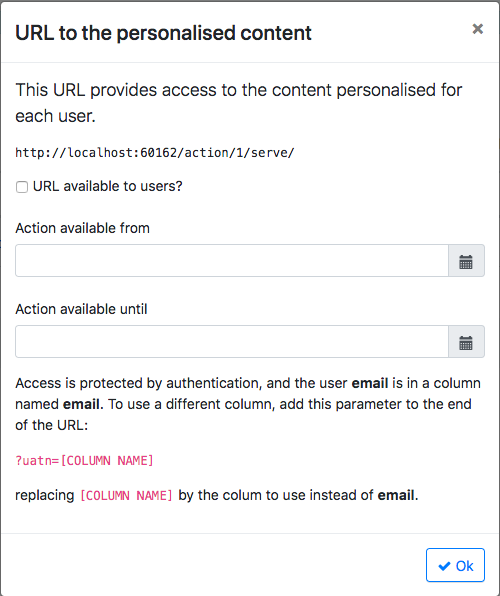 URL to the personalised content
×
This URL provides access to the content personalised for
each user.
http://localhost:60162/action/1/serve/
URL available to users?
Action available from
Action available until
Access is protected by authentication, and the user email is in a column
named email. To use a different column, add this parameter to the end
of the URL:
?uatn=[COLUMN NAME]
replacing [COLUMN NAME] by the colum to use instead of email.
Ok